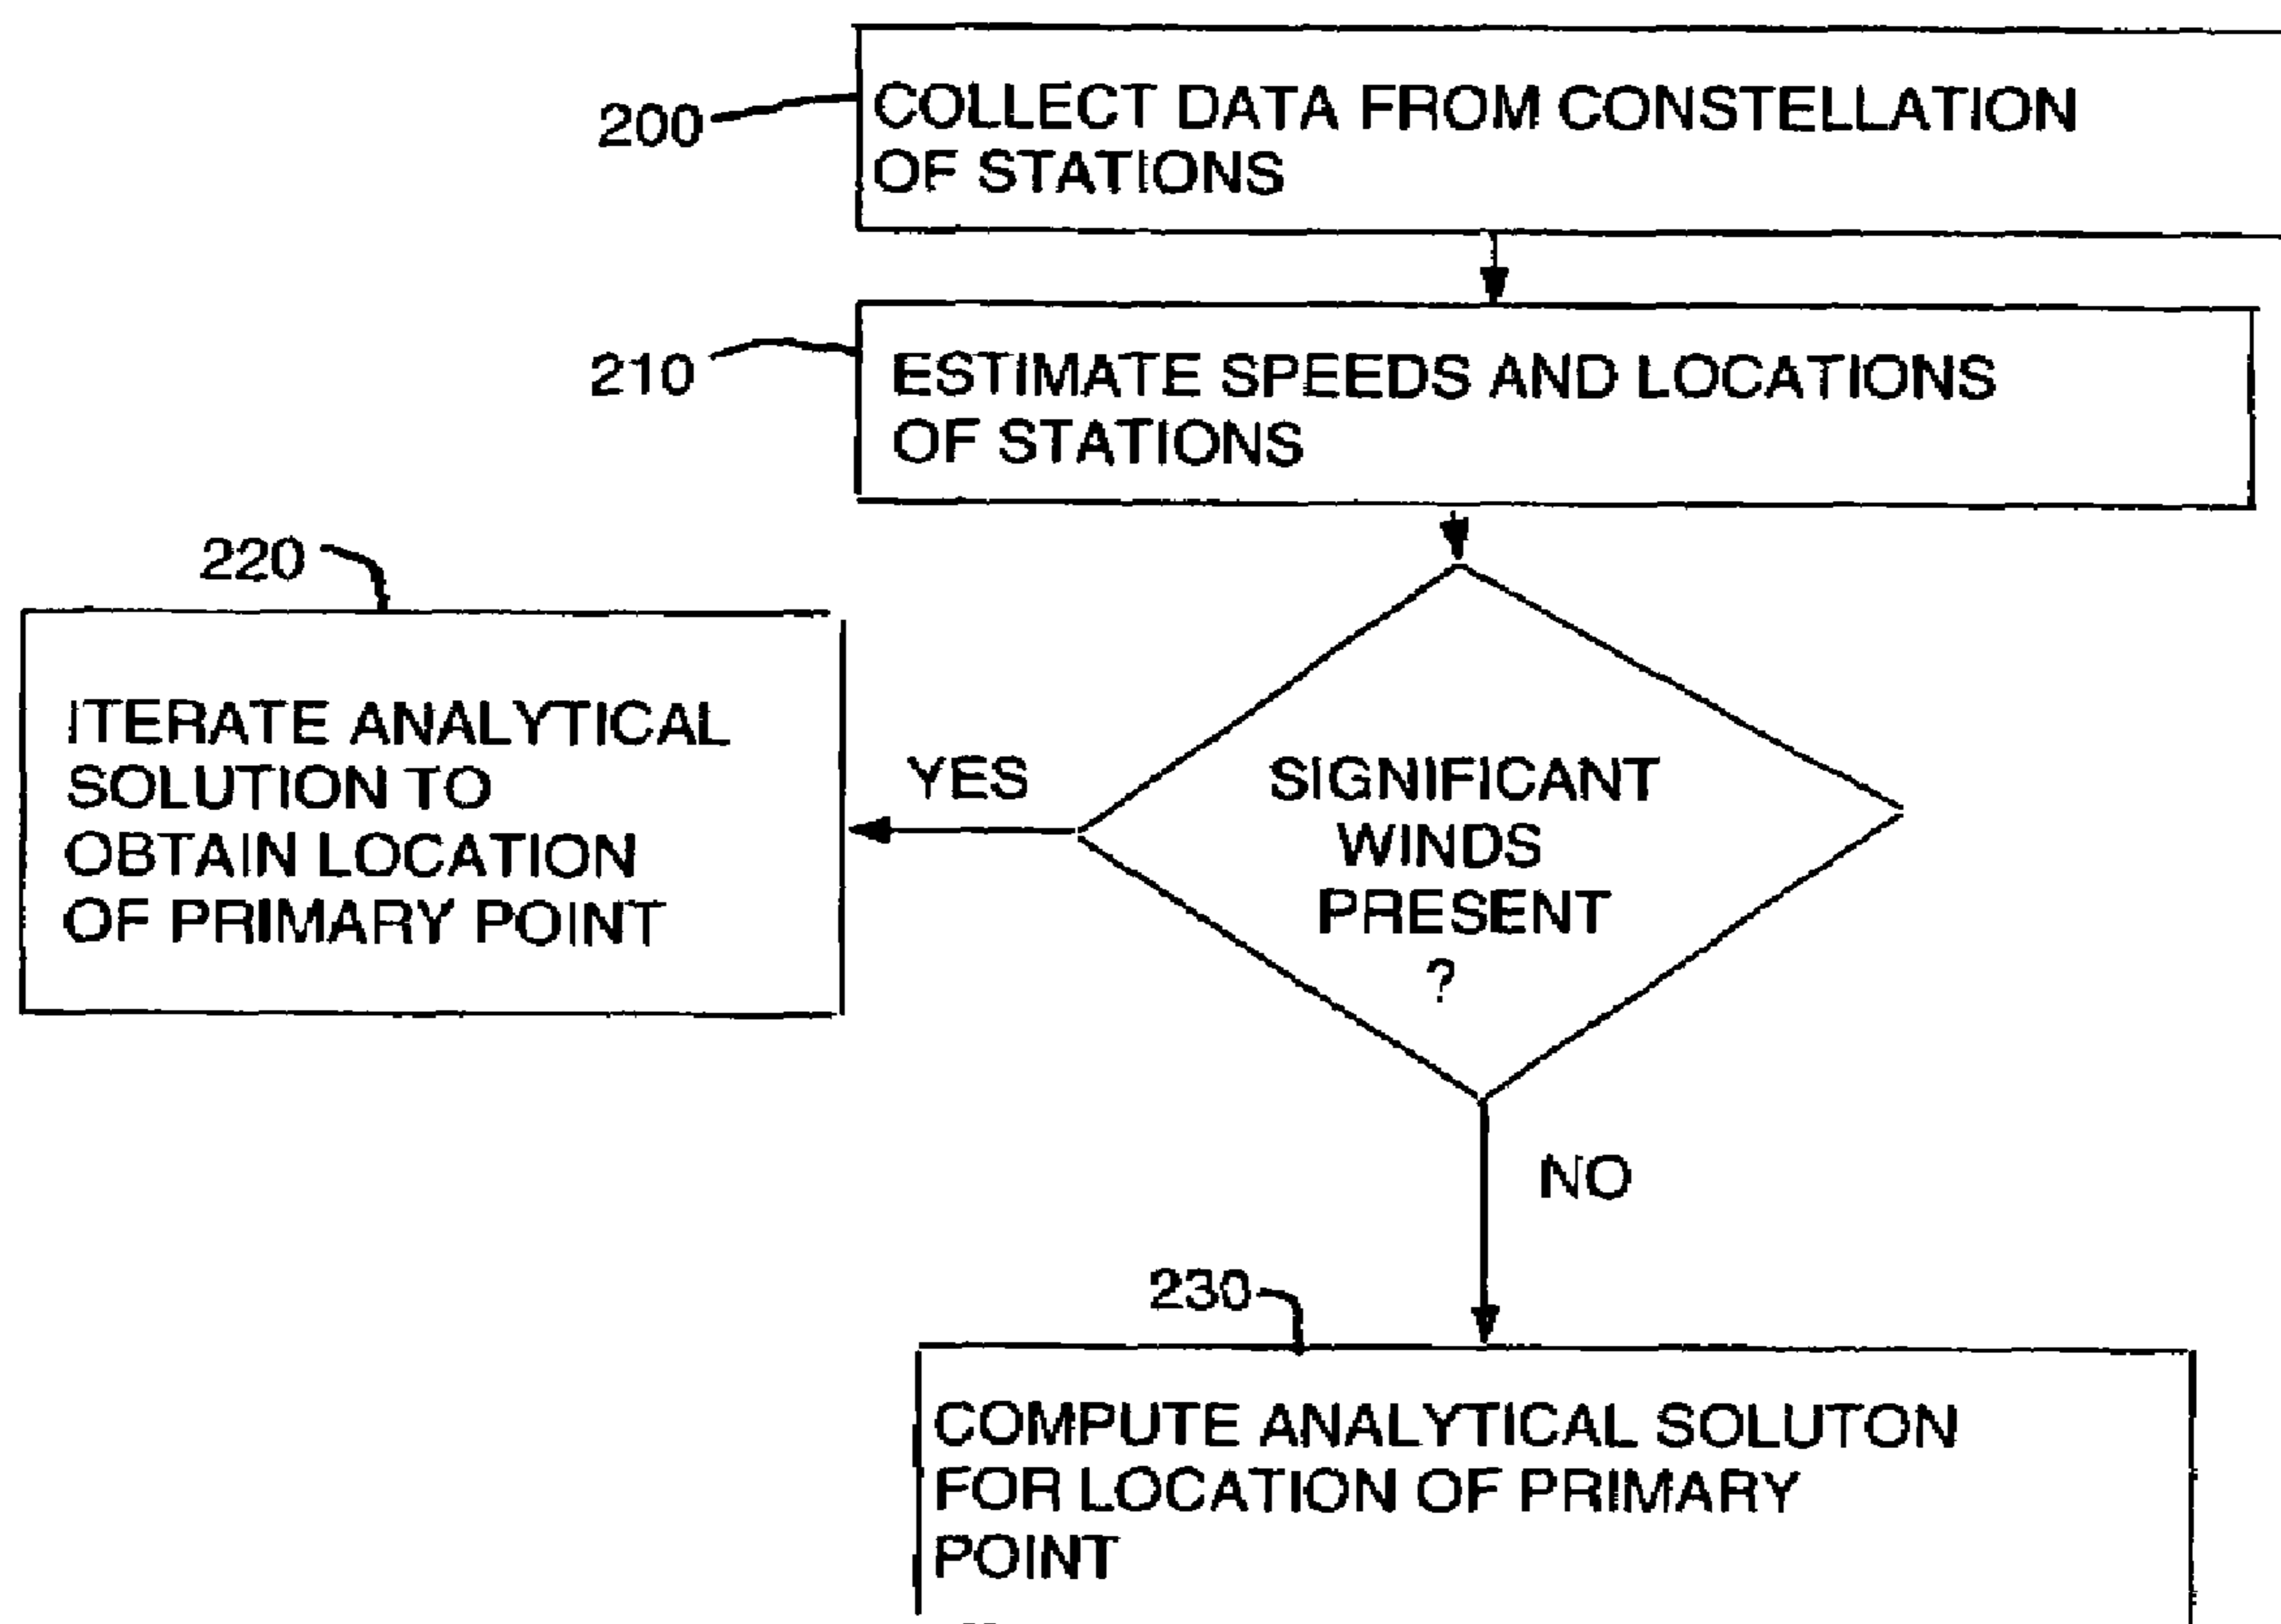 200
COLLECT DATA FROM CONSTELLATION
OF STATIONS
210
ESTIMATE SPEEDS AND LOCATIONS
OF STATIONS
220
ITERATE ANALYTICAL
SOLUTION TO
OBTAIN LOCATION
OF PRIMARY POINT
YES
SIGNIFICANT
WINDS
PRESENT
?
NO
230
COMPUTE ANALYTICAL SOLUTON
FOR LOCATION OF PRIMARY
POINT